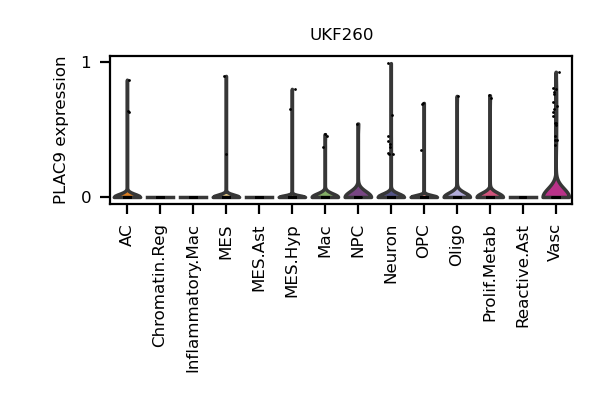 UKF260
PLAC9 expression
1
0
AC
Chromatin.Reg
Inflammatory.Mac
MES
MES.Ast
MES.Hyp
Mac
NPC
Neuron
OPC
Oligo
Prolif.Metab
Reactive.Ast
Vasc